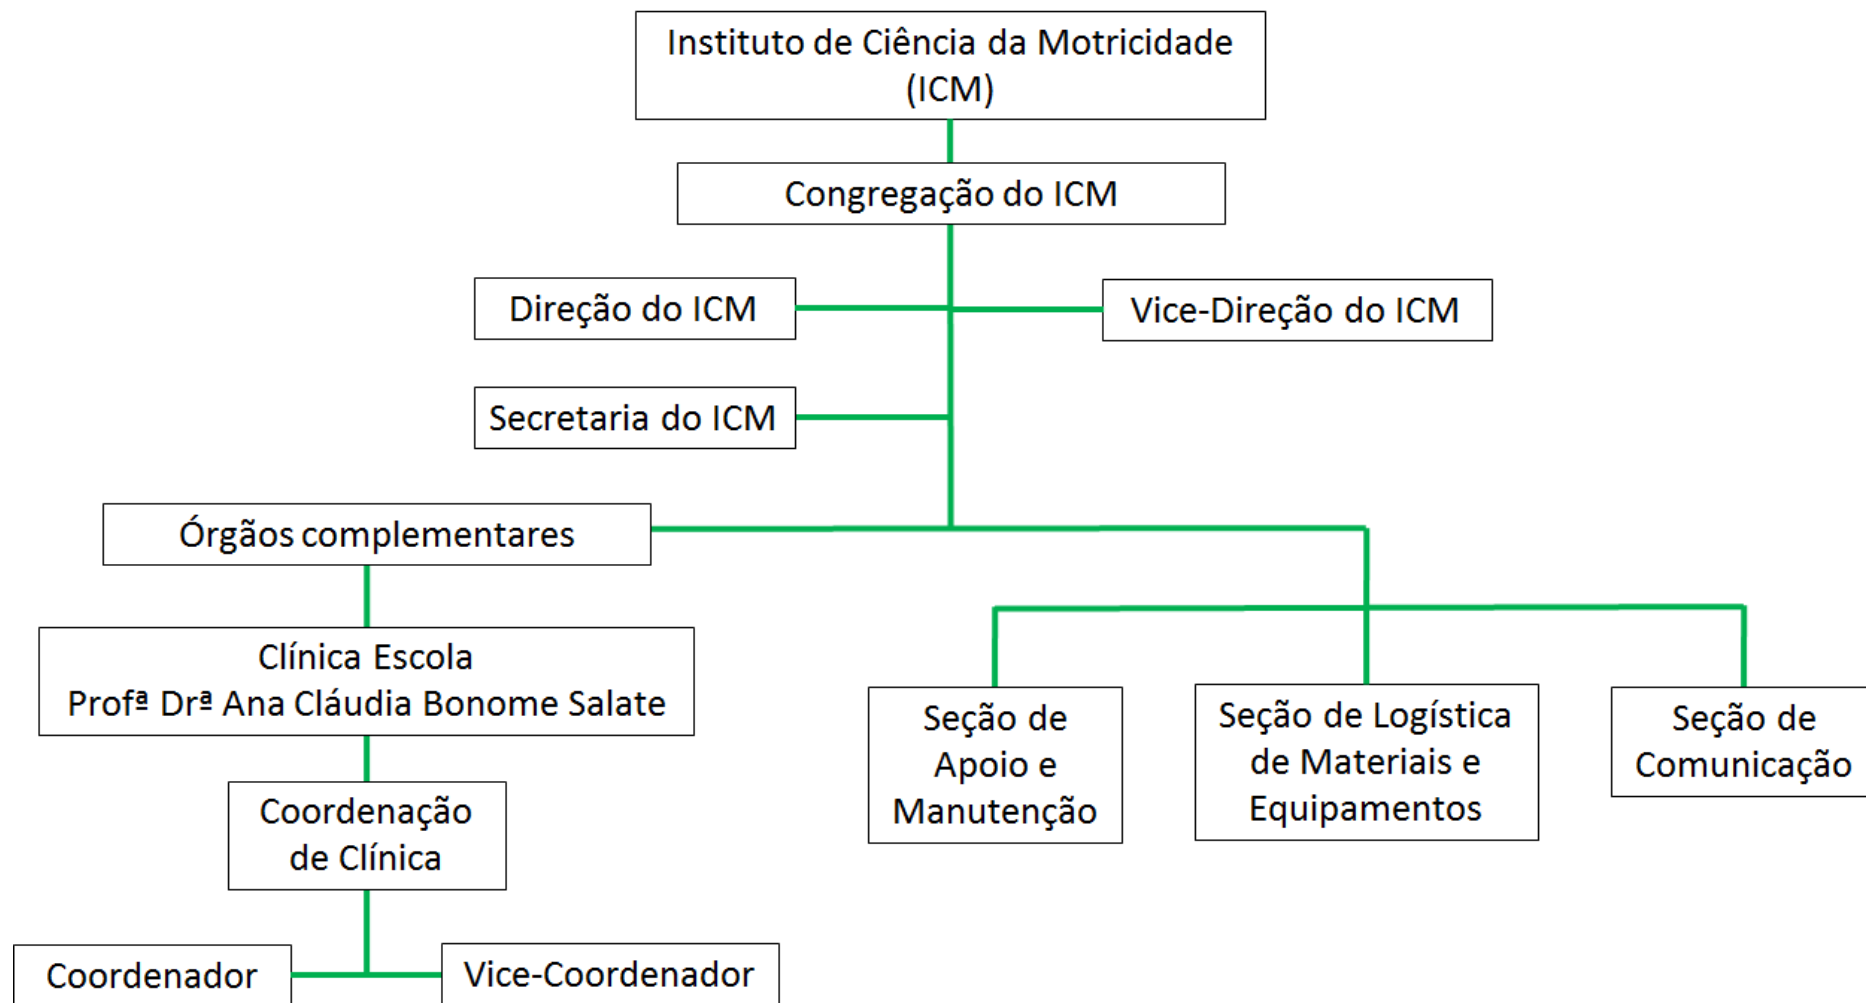 Instituto de Ciência da Motricidade
(ICM)
Congregação do ICM
Direção do ICM
Vice-Direção do ICM
Secretaria do ICM
Órgãos complementares
Clínica Escola
Profª Drª Ana Cláudia Bonome Salate
Coordenação
de Clínica
Coordenador
Vice-Coordenador
Seção de
Apoio e
Manutenção
Seção de Logística
de Materiais e
Equipamentos
Seção de
Comunicação